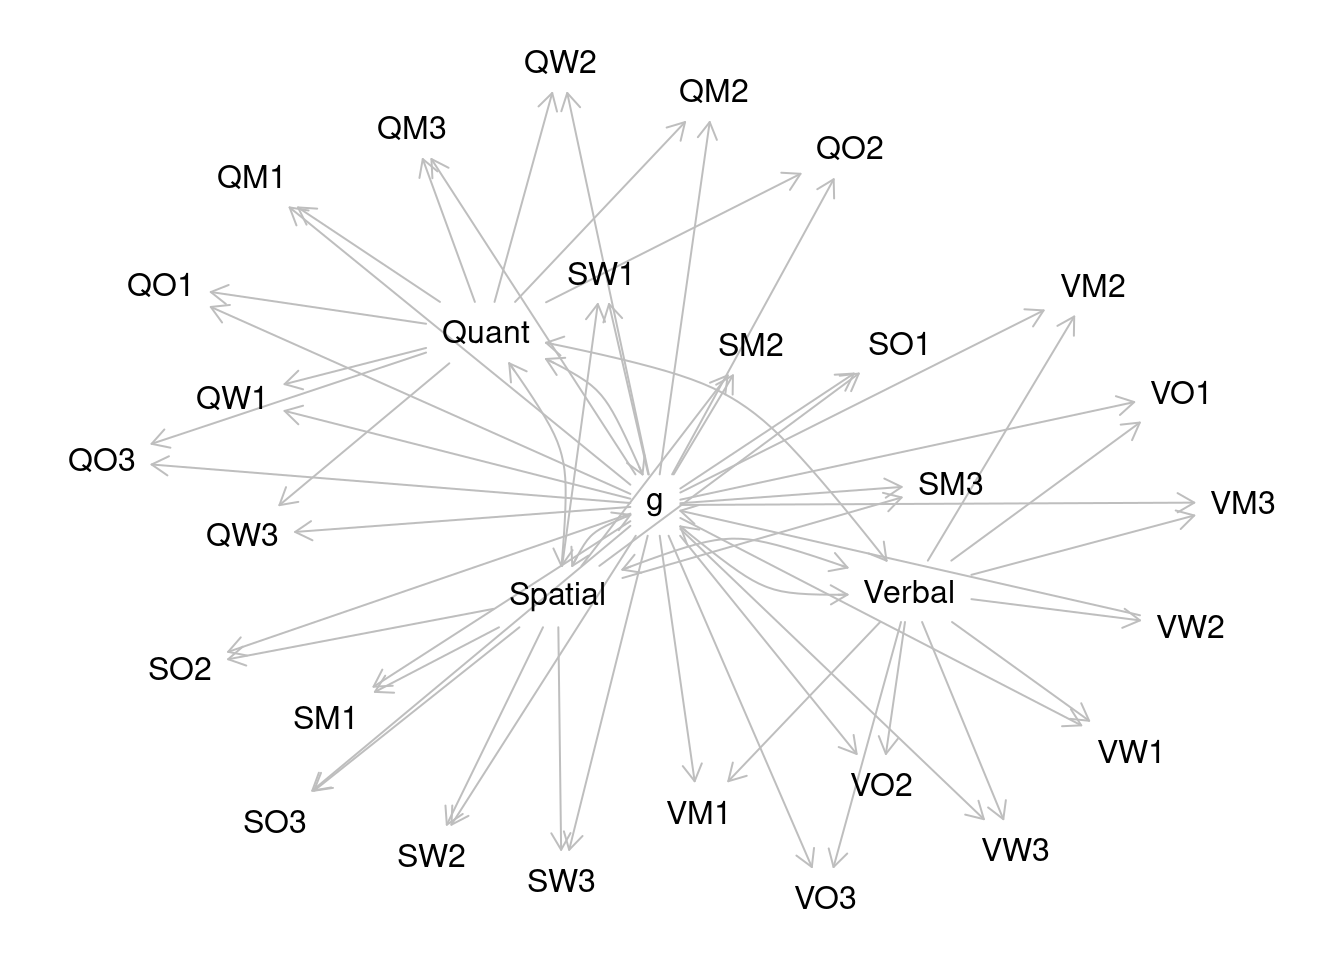 QW2
QM2
QM3
QO2
QM1
SW1
QO1
VM2
Quant
SM2
SO1
VO1
QW1
QO3
SM3
g
VM3
QW3
Spatial
Verbal
VW2
SO2
SM1
VW1
VO2
VM1
SO3
VW3
SW2
SW3
VO3